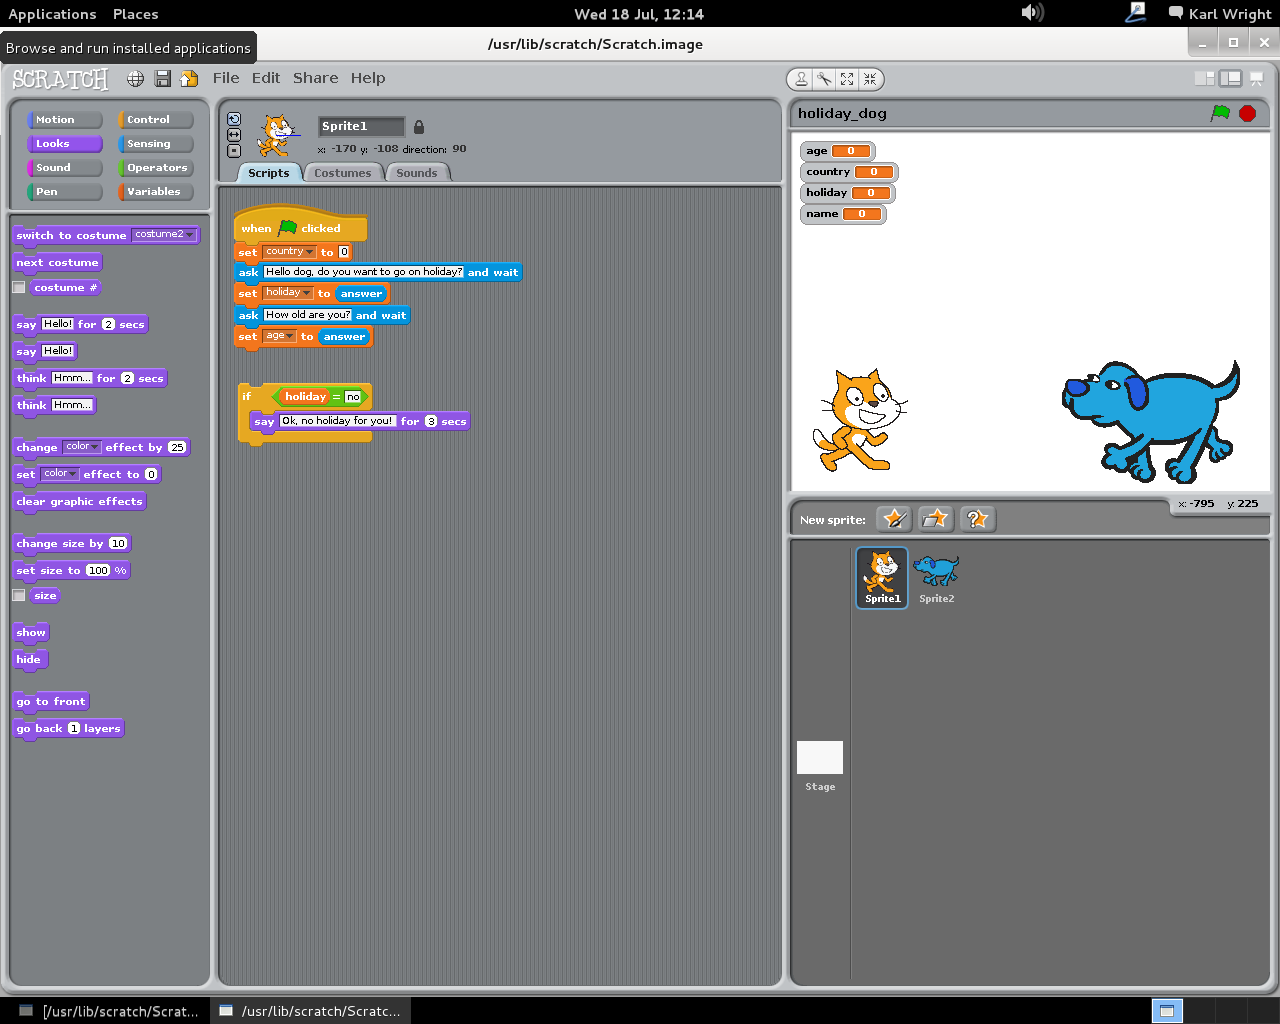 Applications Places Wed 18 Jul, 12:14 Karl Wright
Browse and run installed applications
/usr/lib/scratch/Scratch.image
SCRATCH File Edit Share Help
Motion Control
Looks Sensing
Sound Operators
Pen Variables
switch to costume costume2
next costume
costume #
say Hello! for 2 secs
say Hello!
think Hmm... for 2 secs
think Hmm...
change color effect by 25
set color effect to 0
clear graphic effects
change size by 10
set size to 100 %
size
show
hide
go to front
go back 1 layers
Sprite1
x: -170 y: -108 direction: 90
Scripts Costumes Sounds
when clicked
set country to 0
ask Hello dog, do you want to go on holiday? and wait
set holiday to answer
ask How old are you? and wait
set age to answer
if holiday = no
say Ok, no holiday for you! for 3 secs
holiday_dog
age 0
country 0
holiday 0
name 0
x: -795 y: 225
New sprite:
Sprite1 Sprite2
Stage
[/usr/lib/scratch/Scrat... /usr/lib/scratch/Scratc...